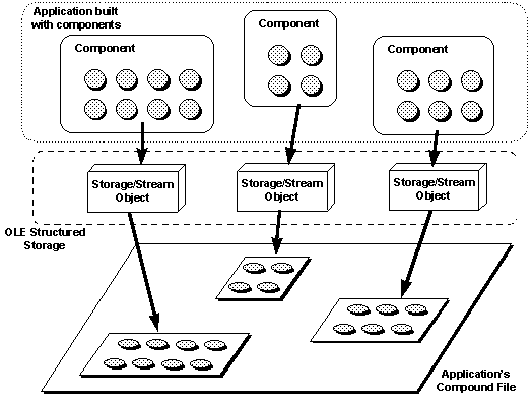 Application built
with components
Component
Component
Component
Storage/Stream
Object
Storage/Stream
Object
Storage/Stream
Object
OLE Structured
Storage
Application's
Compound File